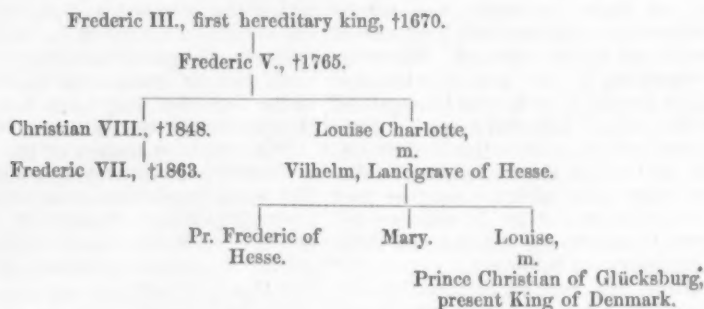 Frederic III., first hereditary king, †1670.
Frederic V., †1765.
Christian VIII., †1848.
Louise Charlotte,
m.
Frederic VII., †1863.
Vilhelm, Landgrave of Hesse.
Pr. Frederic of
Hesse.
Mary.
Louise,
m.
Prince Christian of Glücksburg,
present King of Denmark.